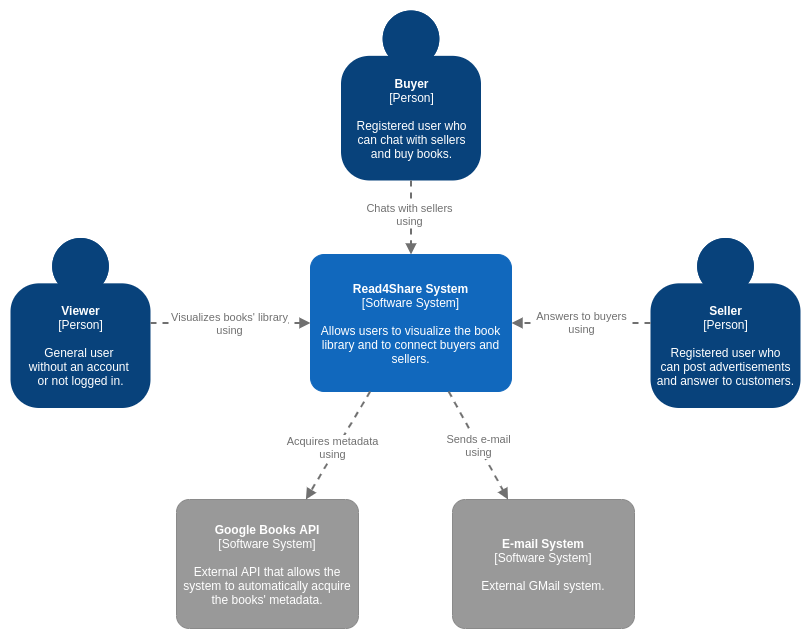 Buyer
[Person]
Registered user who
can chat with sellers
and buy books.
Chats with sellers
using
Viewer
[Person]
General user
without an account
or not logged in.
Visualizes books' library
using
Read4Share System
[Software System]
Allows users to visualize the book
library and to connect buyers and
sellers.
Answers to buyers
using
Seller
[Person]
Registered user who
can post advertisements
and answer to customers.
Acquires metadata
using
Sends e-mail
using
Google Books API
[Software System]
External API that allows the
system to automatically acquire
the books' metadata.
E-mail System
[Software System]
External GMail system.